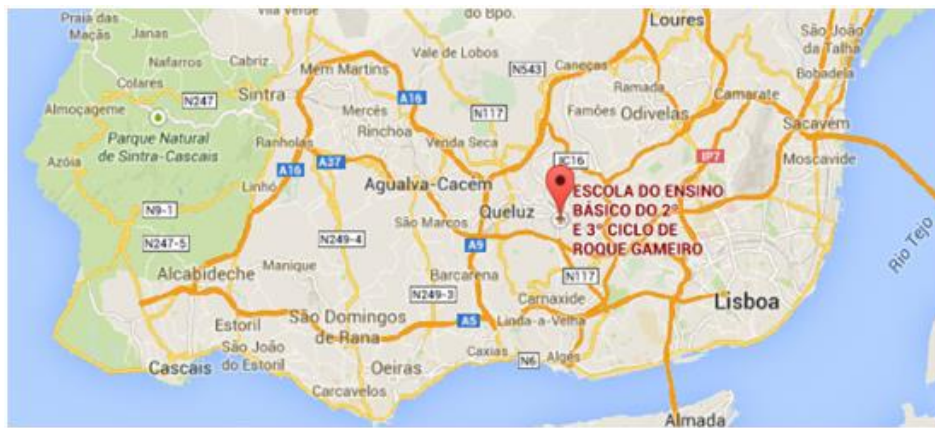 do Bpo.
Vila Verde
Loures
Praia das
Maçãs
Janas
São João
da Talha
Nafarros
Cabriz
Vale de Lobos
Caneças
Mem Martins
N543
Bobadela
Colares
Sintra
Ramada
Camarate
N247
A16
Almoçageme
Mercês
N117
Famões
Odivelas
Sacavem
Rinchoa
Parque Natural
de Sintra-Cascais
Ranholas
Venda Seca
IC16
IP7
Moscavide
Azóia
A37
A16
Linhó
Agualva-Cacém
ESCOLA DO ENSINO
BÁSICO DO 2º
E 3º CICLO DE
ROQUE GAMEIRO
N9-1
São Marcos
Queluz
N247-5
N249-4
A9
Rio Tejo
Alcabideche
Manique
Barcarena
N117
N249-3
Carnaxide
Lisboa
Estoril
São Domingos
de Rana
A5
Linda-a-Velha
São João
do Estoril
Caxias
N6
Algés
Cascais
Oeiras
Carcavelos
Almada